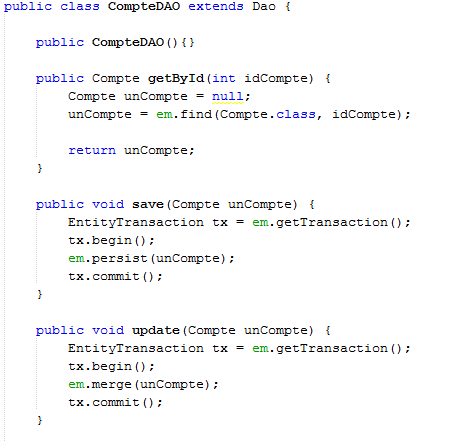 public class CompteDAO extends Dao {
public CompteDAO(){}
public Compte getById(int idCompte) {
Compte unCompte = null;
unCompte = em.find(Compte.class, idCompte);
return unCompte;
}
public void save(Compte unCompte) {
EntityTransaction tx = em.getTransaction();
tx.begin();
em.persist(unCompte);
tx.commit();
}
public void update(Compte unCompte) {
EntityTransaction tx = em.getTransaction();
tx.begin();
em.merge(unCompte);
tx.commit();
}